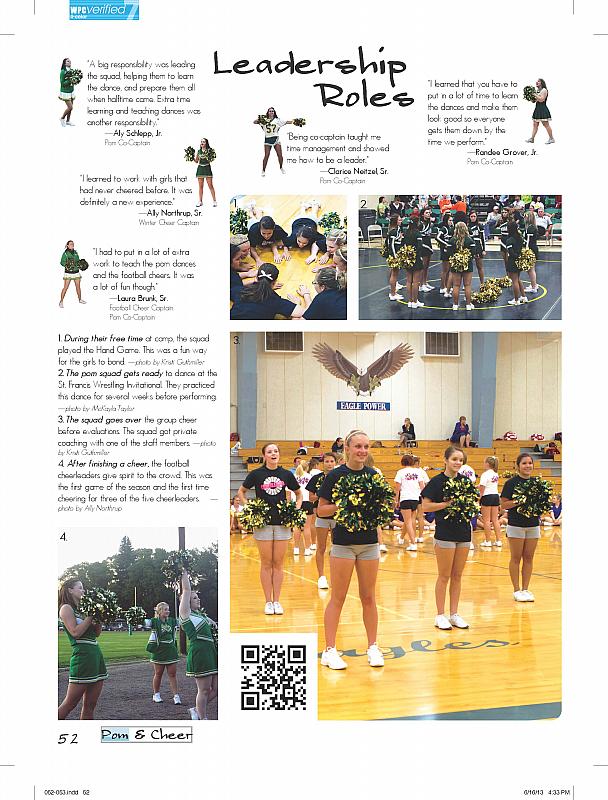 WPC verified 7
4-color
Leadership
Roles
"A big responsibility was leading
the squad, helping them to learn
the dance, and prepare them all
when halftime came. Extra time
learning and teaching dances was
another responsibility."
—Aly Schlepp, Jr.
Pom Co-Captain
"I learned to work with girls that
had never cheered before. It was
definitely a new experience."
—Ally Northrup, Sr.
Winter Cheer Captain
"I had to put in a lot of extra
work to teach the pom dances
and the football cheers. It was
a lot of fun though."
—Laura Brunk, Sr.
Football Cheer Captain
Pom Co-Captain
57
"Being co-captain taught me
time management and showed
me how to be a leader."
—Clarice Neitzel, Sr.
Pom Co-Captain
"I learned that you have to
put in a lot of time to learn
the dances and make them
look good so everyone
gets them down by the
time we perform."
—Randee Grover, Jr.
Pom Co-Captain
1. During their free time at camp, the squad
played the Hand Game. This was a fun way
for the girls to bond. —photo by Kristi Guthmiller
2. The pom squad gets ready to dance at the
St. Francis Wrestling Invitational. They practiced
this dance for several weeks before performing.
—photo by McKayla Taylor
3. The squad goes over the group cheer
before evaluations. The squad got private
coaching with one of the staff members. —photo
by Kristi Guthmiller
4. After finishing a cheer, the football
cheerleaders give spirit to the crowd. This was
the first game of the season and the first time
cheering for three of the five cheerleaders. —
photo by Ally Northrup
1.
2.
3.
EAGLE POWER
Eagles
4.
52 Pom & Cheer
052-053.indd 52
6/16/13 4:33 PM